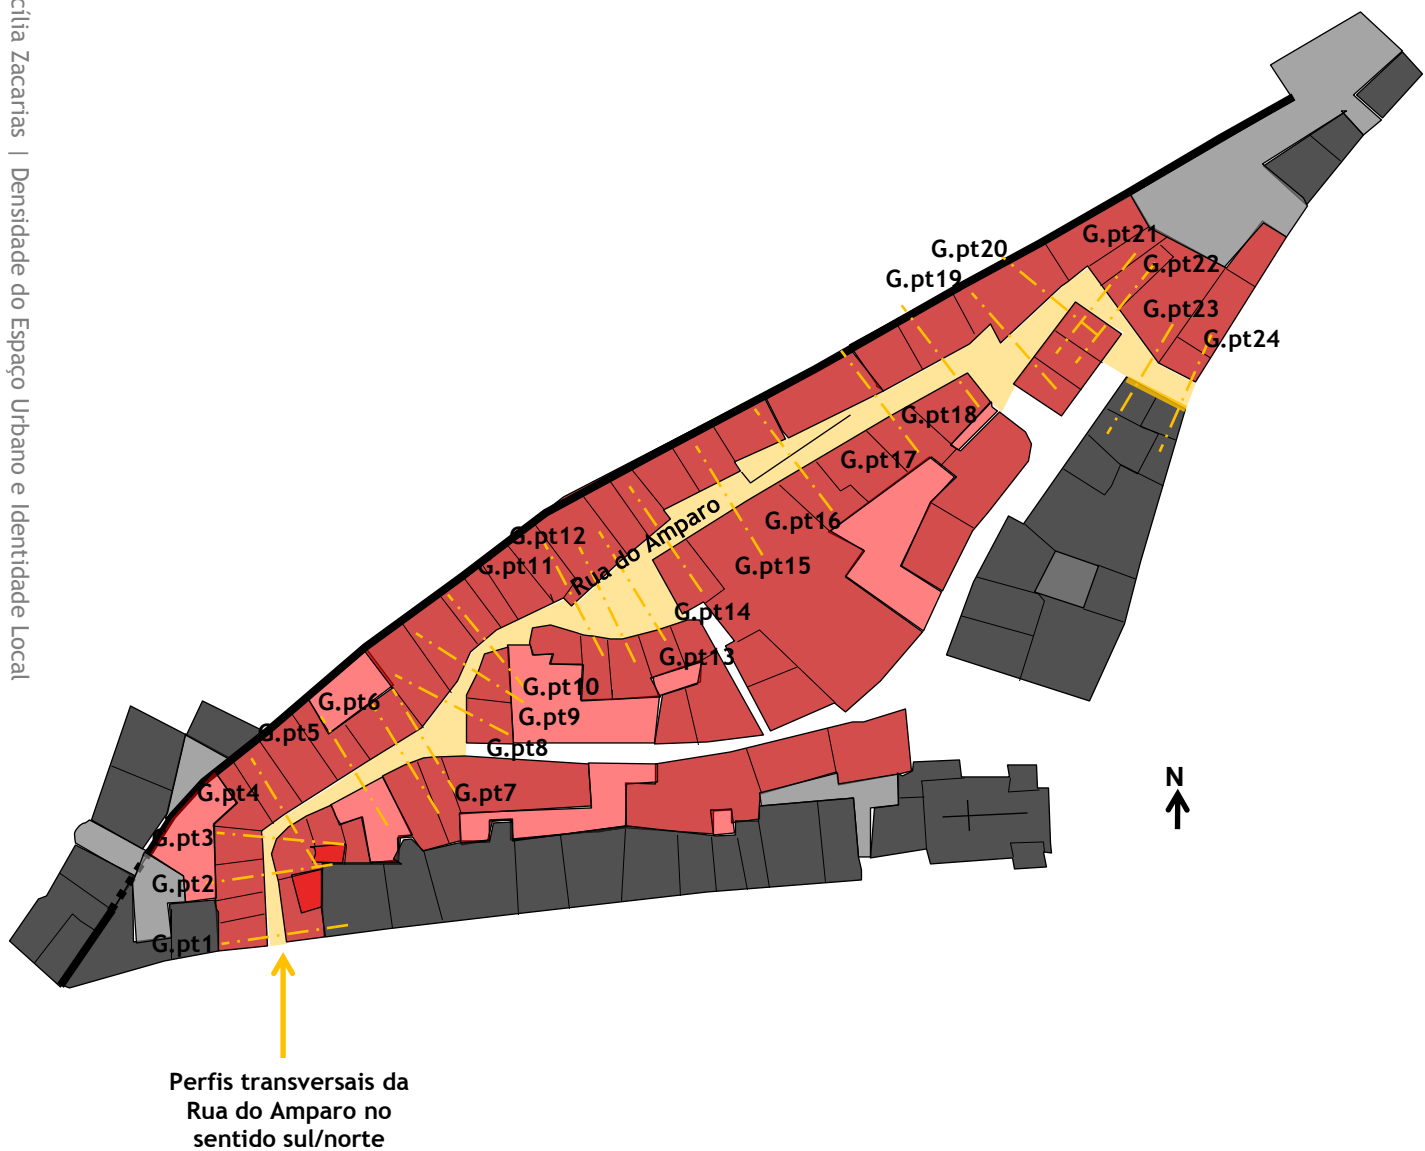 cília Zacarias | Densidade do Espaço Urbano e Identidade Local
G.pt21
G.pt20
G.pt22
G.pt19
G.pt23
G.pt24
G.pt18
G.pt17
G.pt16
G.pt12
Rua do Amparo
G.pt11
G.pt15
G.pt14
G.pt13
G.pt10
G.pt6
G.pt9
G.pt5
G.pt8
N
G.pt4
G.pt7
G.pt3
G.pt2
G.pt1
Perfis transversais da
Rua do Amparo no
sentido sul/norte